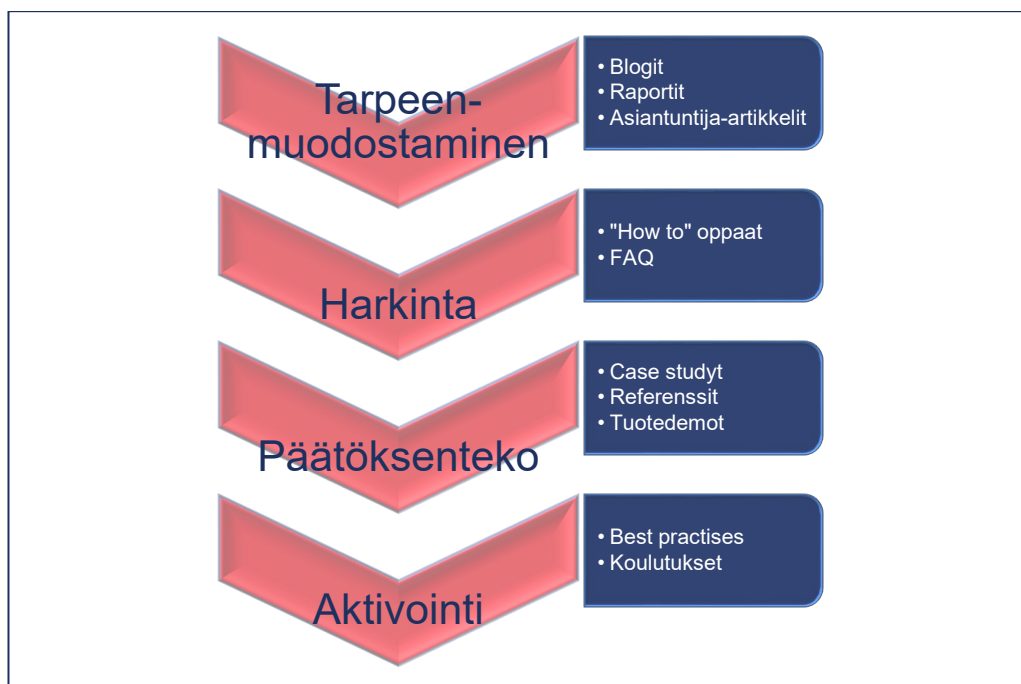 Tarpeen-
muodostaminen
• Blogit
• Raportit
• Asiantuntija-artikkelit
Harkinta
• "How to" oppaat
• FAQ
Päätöksenteko
• Case studyt
• Referenssit
• Tuotedemot
Aktivointi
• Best practises
• Koulutukset